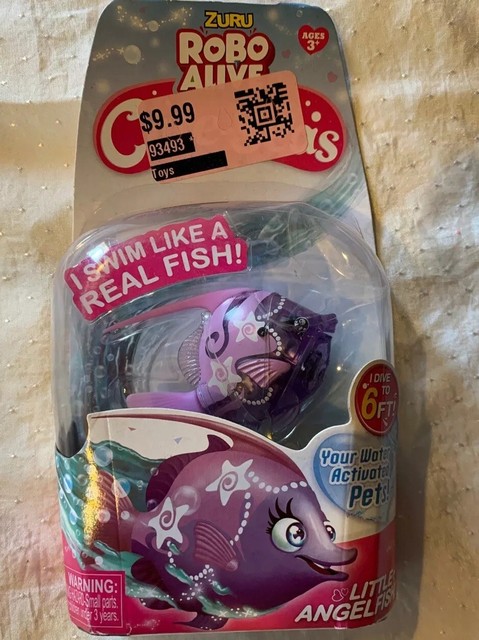 ZURU
ROBO
ALIVE
AGES
3+
$9.99
93493
Toys
I SWIM LIKE A
REAL FISH!
I DIVE
TO
6FT!
Your Water
Activated
Pets!
WARNING:
Small parts.
under 3 years.
LITTLE
ANGELFISH